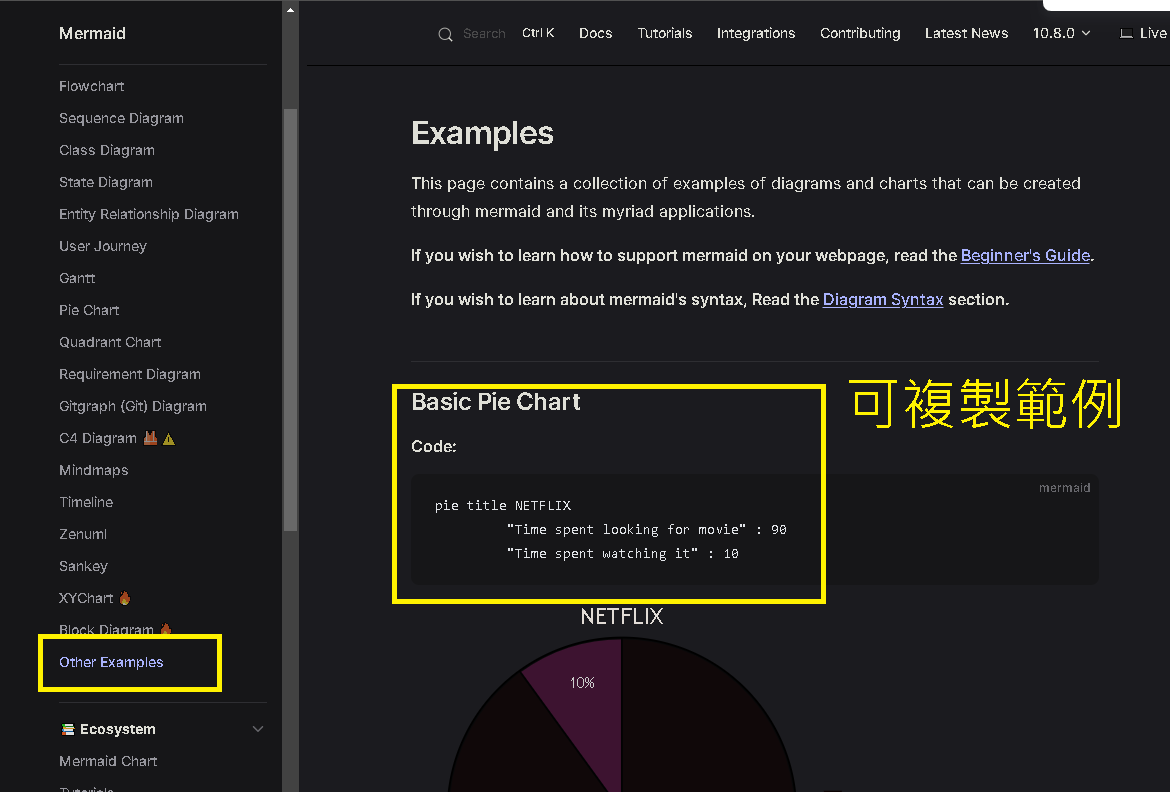 Mermaid
Search Ctrl K Docs Tutorials Integrations Contributing Latest News 10.8.0 Live
Flowchart
Sequence Diagram
Class Diagram
State Diagram
Entity Relationship Diagram
User Journey
Gantt
Pie Chart
Quadrant Chart
Requirement Diagram
Gitgraph (Git) Diagram
C4 Diagram 🦺⚠️
Mindmaps
Timeline
Zenuml
Sankey
XYChart 🔥
Block Diagram 🔥
Other Examples
📚 Ecosystem
Mermaid Chart
Tutorials
Examples
This page contains a collection of examples of diagrams and charts that can be created
through mermaid and its myriad applications.
If you wish to learn how to support mermaid on your webpage, read the Beginner's Guide.
If you wish to learn about mermaid's syntax, Read the Diagram Syntax section.
Basic Pie Chart
可複製範例
Code:
mermaid
pie title NETFLIX
"Time spent looking for movie" : 90
"Time spent watching it" : 10
NETFLIX
10%